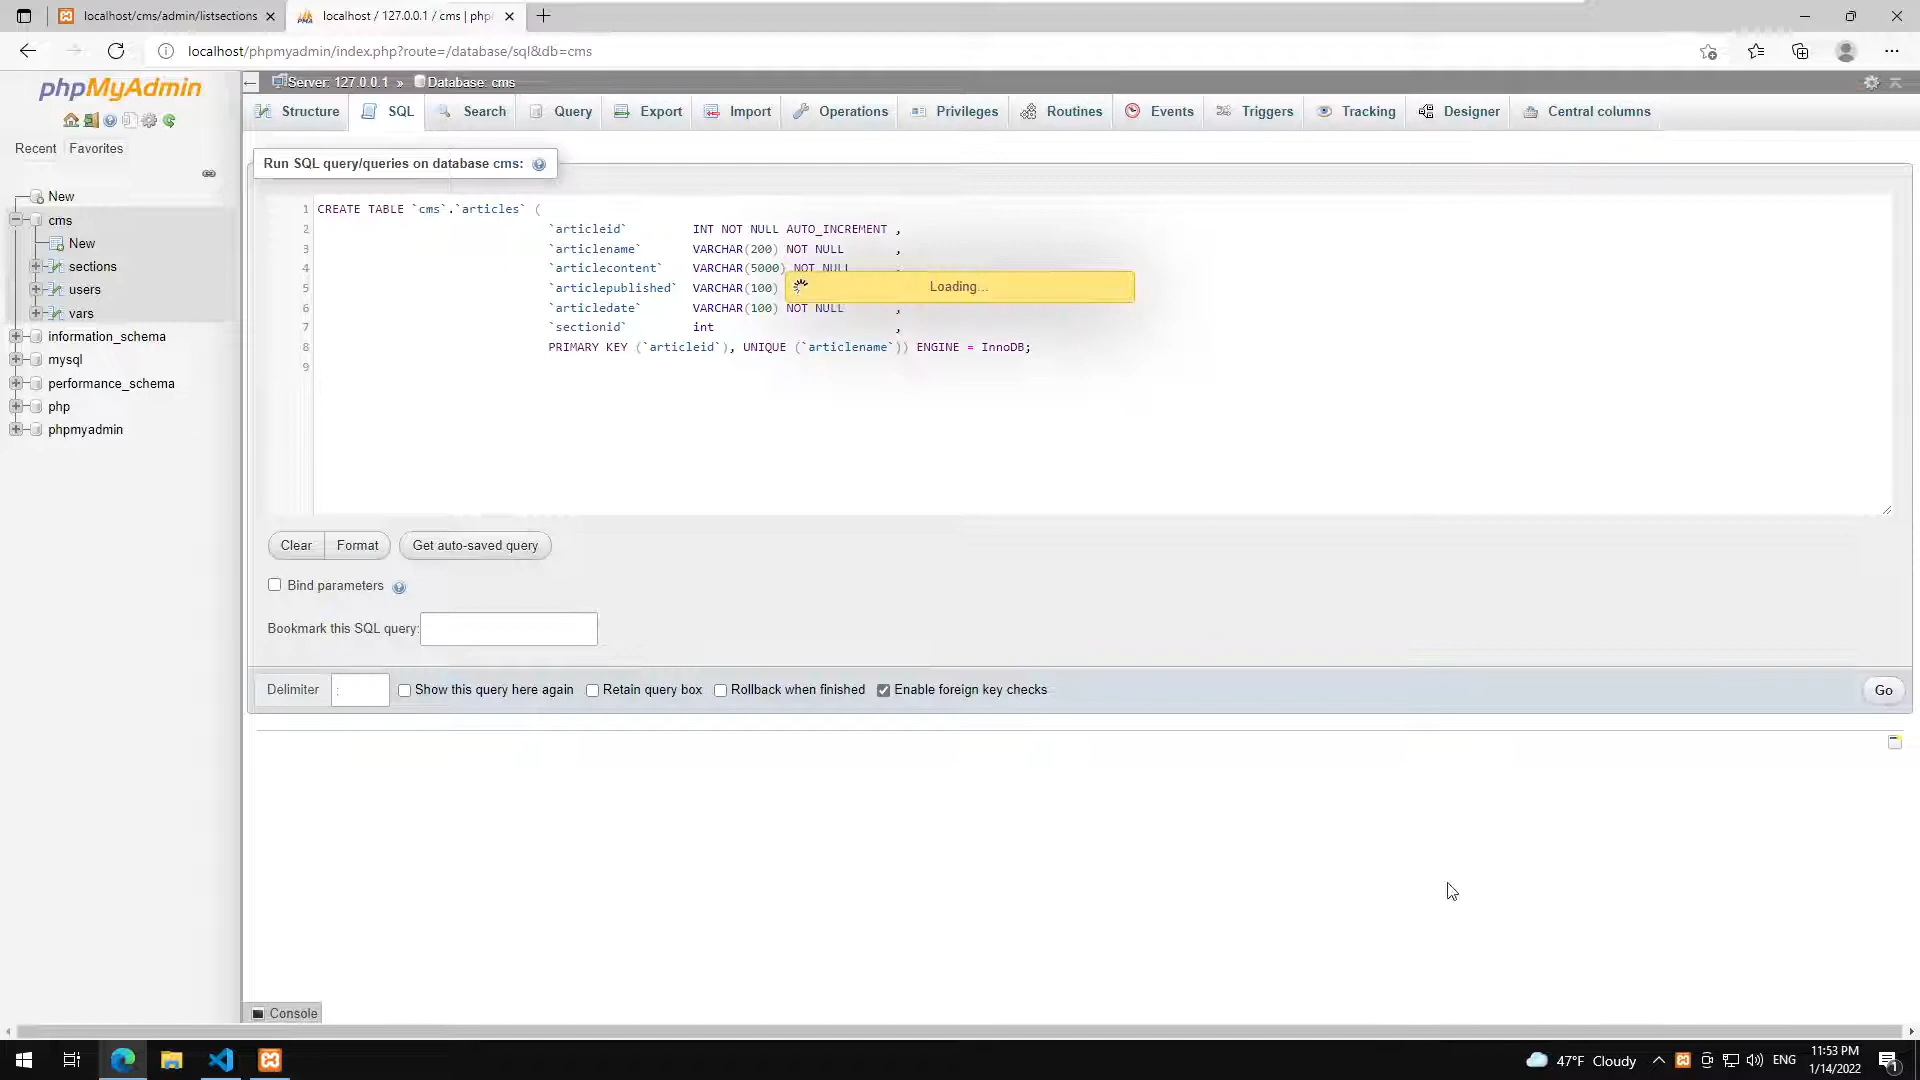 localhost/cms/admin/listsections
localhost / 127.0.0.1 / cms | php
localhost/phpmyadmin/index.php?route=/database/sql&db=cms
phpMyAdmin
Server: 127.0.0.1 » Database: cms
Structure SQL Search Query Export Import Operations Privileges Routines Events Triggers Tracking Designer Central columns
Recent Favorites
New
cms
New
sections
users
vars
information_schema
mysql
performance_schema
php
phpmyadmin
Run SQL query/queries on database cms:
1 CREATE TABLE `cms`.`articles` (
2 `articleid` INT NOT NULL AUTO_INCREMENT ,
3 `articlename` VARCHAR(200) NOT NULL ,
4 `articlecontent` VARCHAR(5000) NOT NULL ,
5 `articlepublished` VARCHAR(100)
Loading...
6 `articledate` VARCHAR(100) NOT NULL ,
7 `sectionid` int ,
8 PRIMARY KEY (`articleid`), UNIQUE (`articlename`)) ENGINE = InnoDB;
9
Clear Format Get auto-saved query
Bind parameters
Bookmark this SQL query:
Delimiter ; Show this query here again Retain query box Rollback when finished Enable foreign key checks Go
Console
47°F Cloudy ENG
11:53 PM
1/14/2022
1